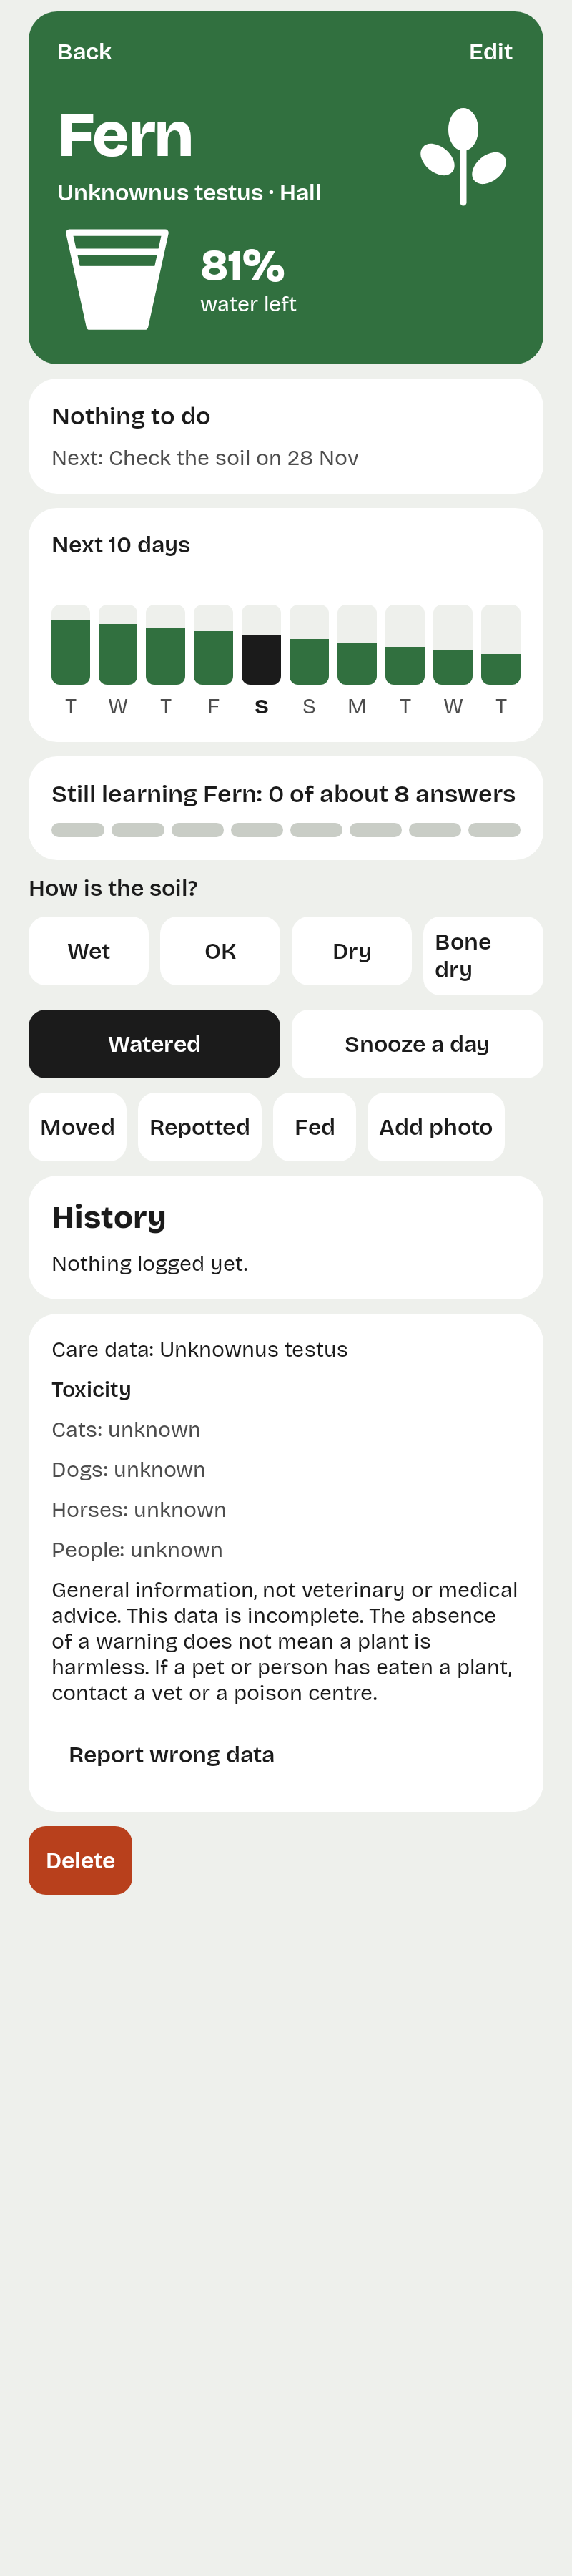 Back
Edit
Fern
Unknownus testus · Hall
81%
water left
Nothing to do
Next: Check the soil on 28 Nov
Next 10 days
T W T F S S M T W T
Still learning Fern: 0 of about 8 answers
How is the soil?
Wet
OK
Dry
Bone
dry
Watered
Snooze a day
Moved
Repotted
Fed
Add photo
History
Nothing logged yet.
Care data: Unknownus testus
Toxicity
Cats: unknown
Dogs: unknown
Horses: unknown
People: unknown
General information, not veterinary or medical
advice. This data is incomplete. The absence
of a warning does not mean a plant is
harmless. If a pet or person has eaten a plant,
contact a vet or a poison centre.
Report wrong data
Delete